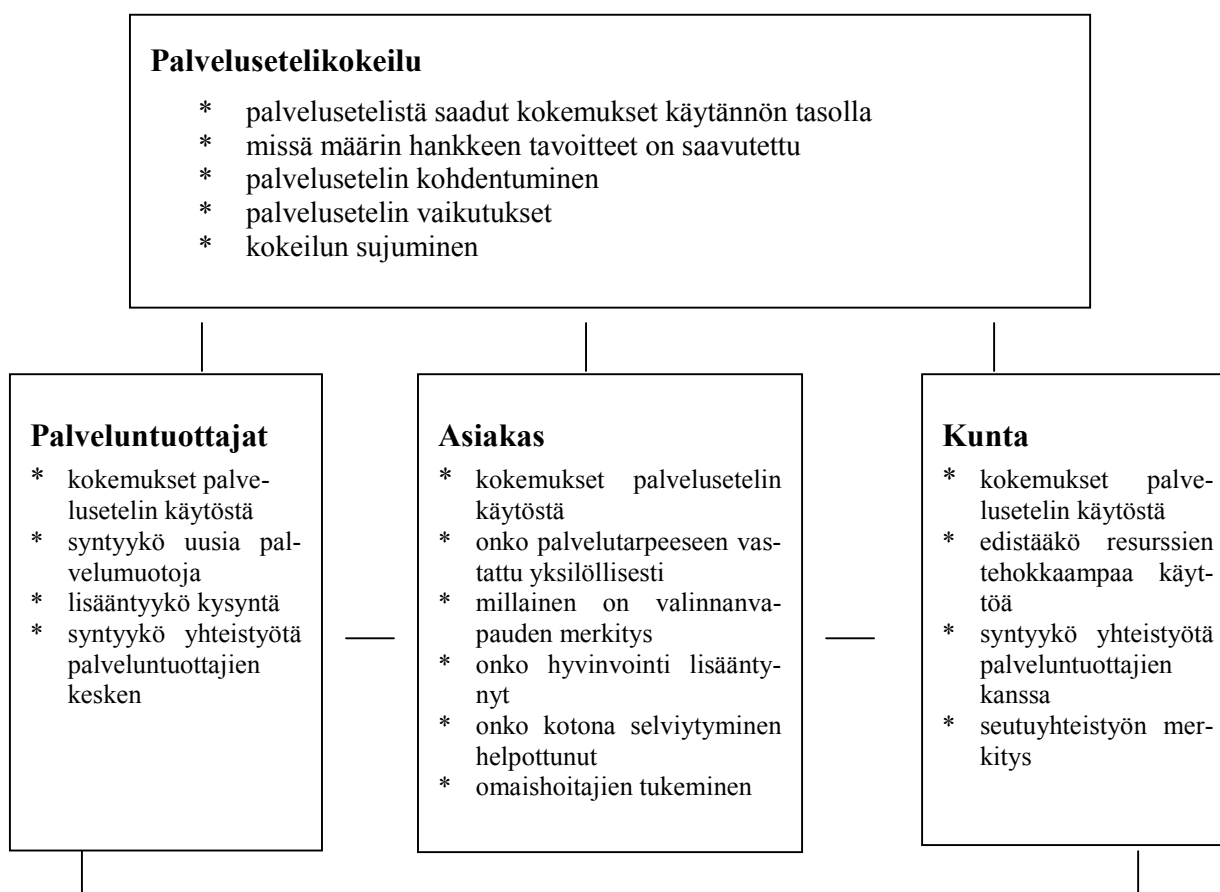 Palvelusetelikokeilu
* palvelusetelistä saadut kokemukset käytännön tasolla
* missä määrin hankkeen tavoitteet on saavutettu
* palvelusetelin kohdentuminen
* palvelusetelin vaikutukset
* kokeilun sujuminen
Palveluntuottajat
* kokemukset palve-
lusetelin käytöstä
* syntyykö uusia pal-
velumuotoja
* lisääntyykö kysyntä
* syntyykö yhteistyötä
palveluntuottajien
kesken
Asiakas
* kokemukset palvelusetelin
käytöstä
* onko palvelutarpeeseen vas-
tattu yksilöllisesti
* millainen on valinnanva-
pauden merkitys
* onko hyvinvointi lisäänty-
nyt
* onko kotona selviytyminen
helpottunut
* omaishoitajien tukeminen
Kunta
* kokemukset palve-
lusetelin käytöstä
* edistääkö resurssien
tehokkaampaa käyt-
töä
* syntyykö yhteistyötä
palveluntuottajien
kanssa
* seutuyhteistyön mer-
kitys